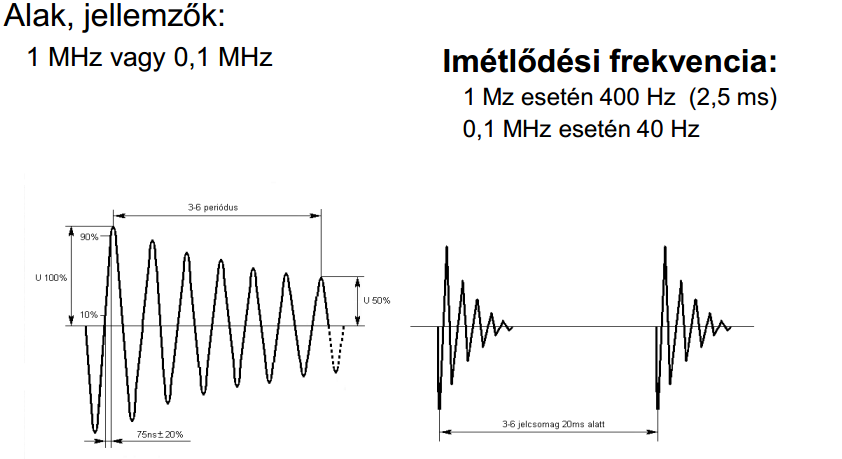 Alak, jellemzők:
1 MHz vagy 0,1 MHz
Imétlődési frekvencia:
1 Mz esetén 400 Hz (2,5 ms)
0,1 MHz esetén 40 Hz
3-6 periódus
90%
U 100%
10%
U 50%
75ns± 20%
3-6 jelcsomag 20ms alatt